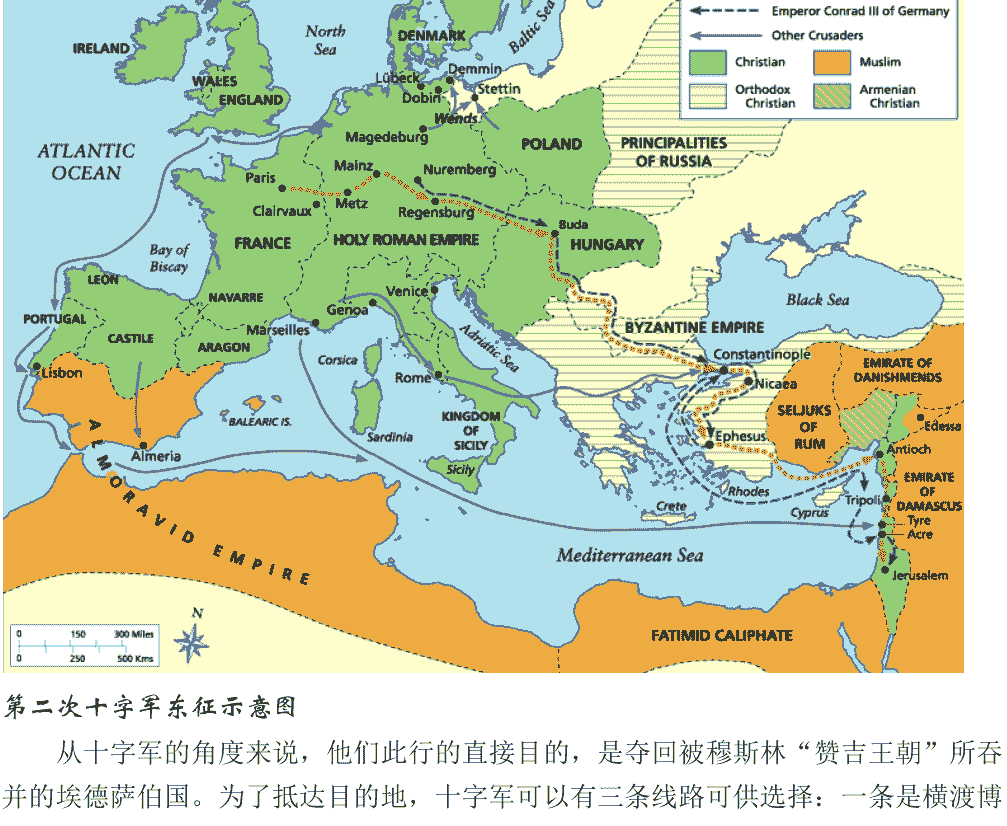 Emperor Conrad III of Germany
Other Crusaders
Christian
Muslim
Orthodox
Christian
Armenian
Christian
North
Sea
Baltic Sea
DENMARK
IRELAND
WALES
ENGLAND
Lübeck
Demmin
Dobin
Stettin
Wends
Magedeburg
POLAND
PRINCIPALITIES
OF RUSSIA
ATLANTIC
OCEAN
Mainz
Nuremberg
Paris
Clairvaux
Metz
Regensburg
Buda
FRANCE
HOLY ROMAN EMPIRE
HUNGARY
Bay of
Biscay
LEON
NAVARRE
Venice
Genoa
Black Sea
PORTUGAL
CASTILE
ARAGON
Marseilles
Adriatic Sea
BYZANTINE EMPIRE
Constantinople
Corsica
Rome
Nicaea
EMIRATE OF
DANISHMENDS
Lisbon
BALEARIC IS.
Sardinia
KINGDOM
OF
SICILY
Sicily
SELJUKS
OF
RUM
Ephesus
Edessa
Antioch
Almeria
ALMORAVID EMPIRE
Rhodes
Crete
Cyprus
Tripoli
EMIRATE
OF
DAMASCUS
Tyre
Acre
Mediterranean Sea
Jerusalem
N
0 150 300 Miles
0 250 500 Kms
FATIMID CALIPHATE
第二次十字军东征示意图
从十字军的角度来说，他们此行的直接目的，是夺回被穆斯林“赞吉王朝”所吞
并的埃德萨伯国。为了抵达目的地，十字军可以有三条线路可供选择：一条是横渡博